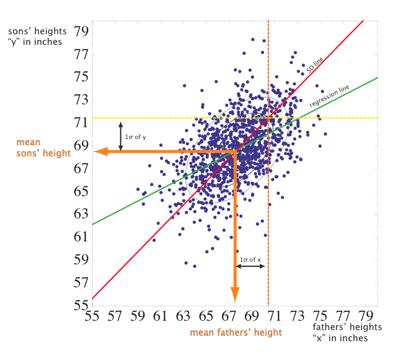 sons' heights
"y" in inches
79
77
75
73
71
69
67
65
63
61
59
57
55
SD line
regression line
1σ of y
mean
sons' height
1σ of x
55 57 59 61 63 65 67 69 71 73 75 77 79
mean fathers' height
fathers' heights
"x" in inches